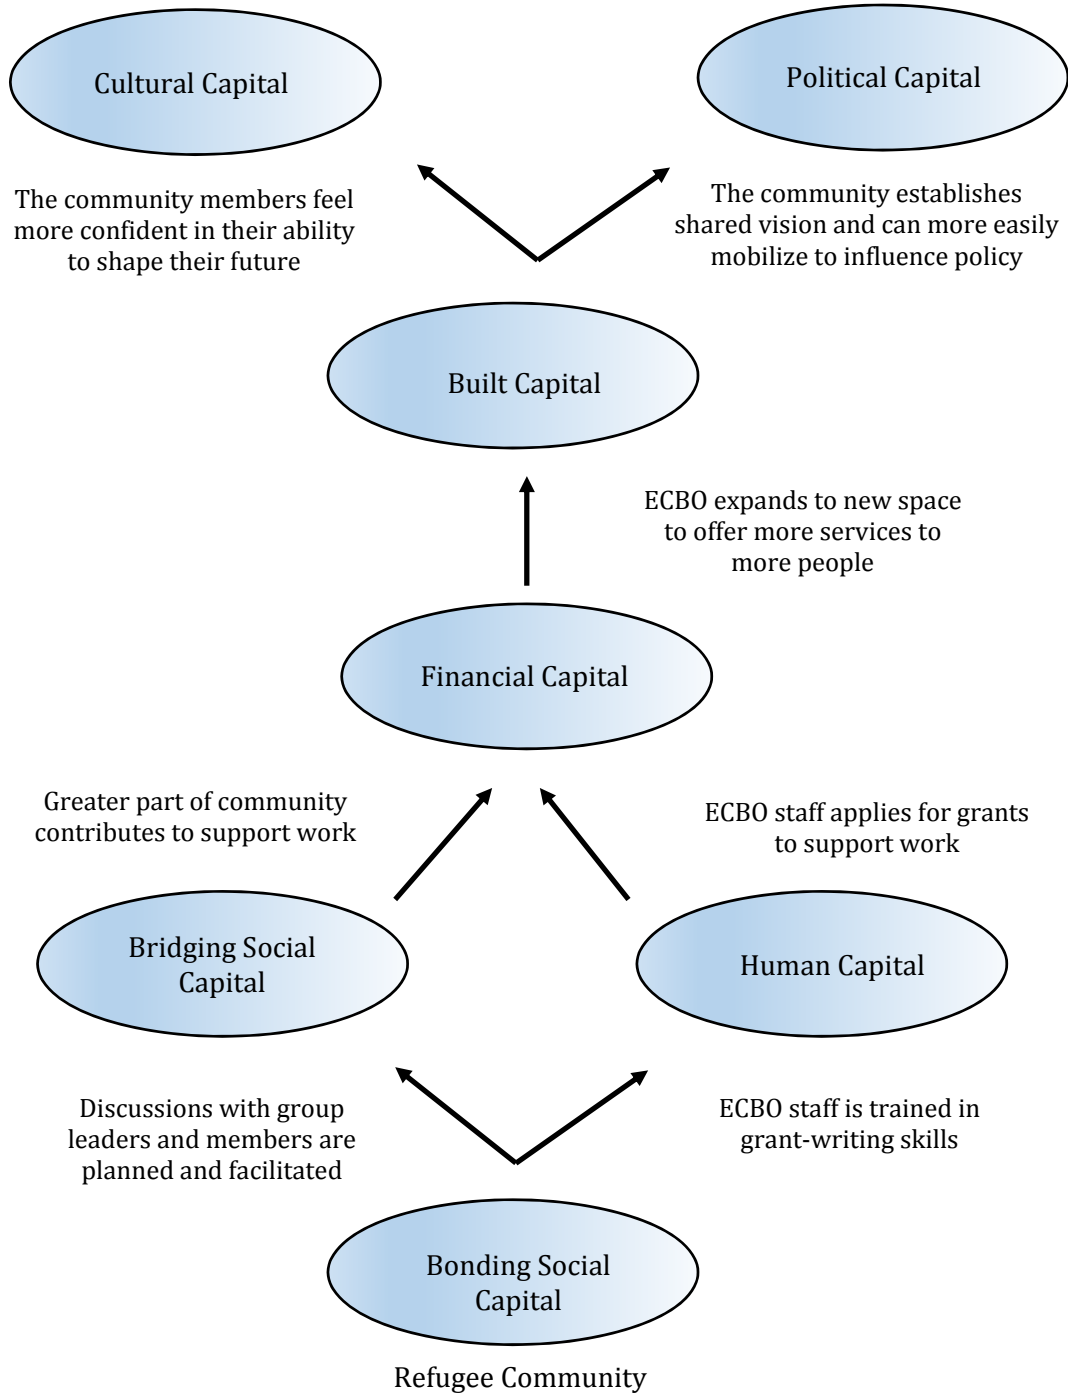 Cultural Capital
Political Capital
The community members feel
more confident in their ability
to shape their future
The community establishes
shared vision and can more easily
mobilize to influence policy
Built Capital
ECBO expands to new space
to offer more services to
more people
Financial Capital
Greater part of community
contributes to support work
ECBO staff applies for grants
to support work
Bridging Social
Capital
Human Capital
Discussions with group
leaders and members are
planned and facilitated
ECBO staff is trained in
grant-writing skills
Bonding Social
Capital
Refugee Community